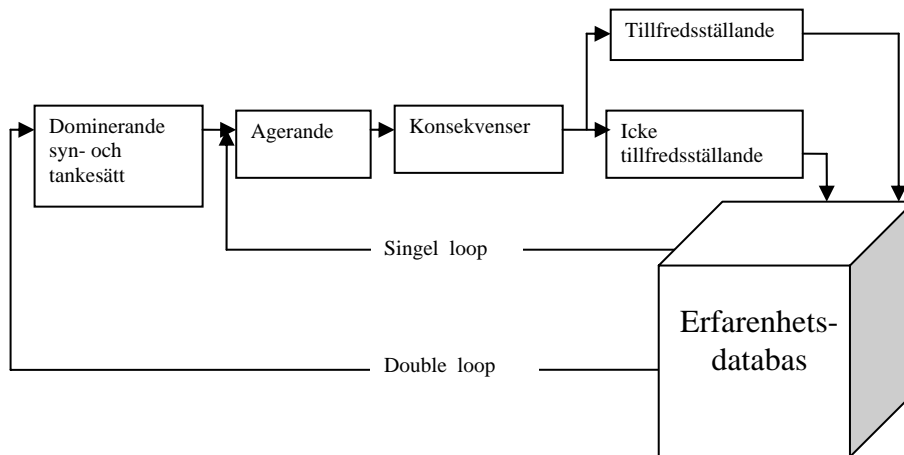 Tillfredsställande
Dominerande
syn- och
tankesätt
Agerande
Konsekvenser
Icke
tillfredsställande
Singel loop
Double loop
Erfarenhets-
databas